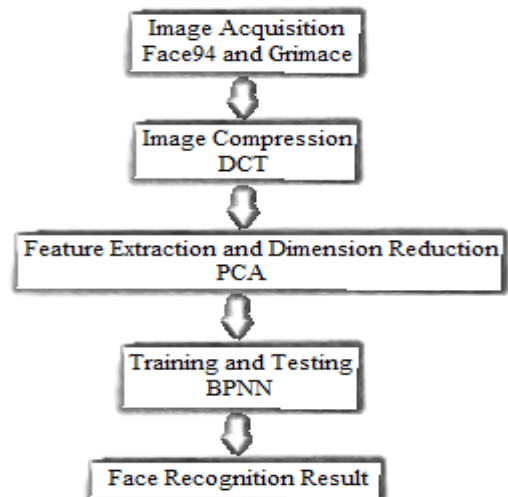 Image Acquisition
Face94 and Grimace
Image Compression
DCT
Feature Extraction and Dimension Reduction
PCA
Training and Testing
BPNN
Face Recognition Result